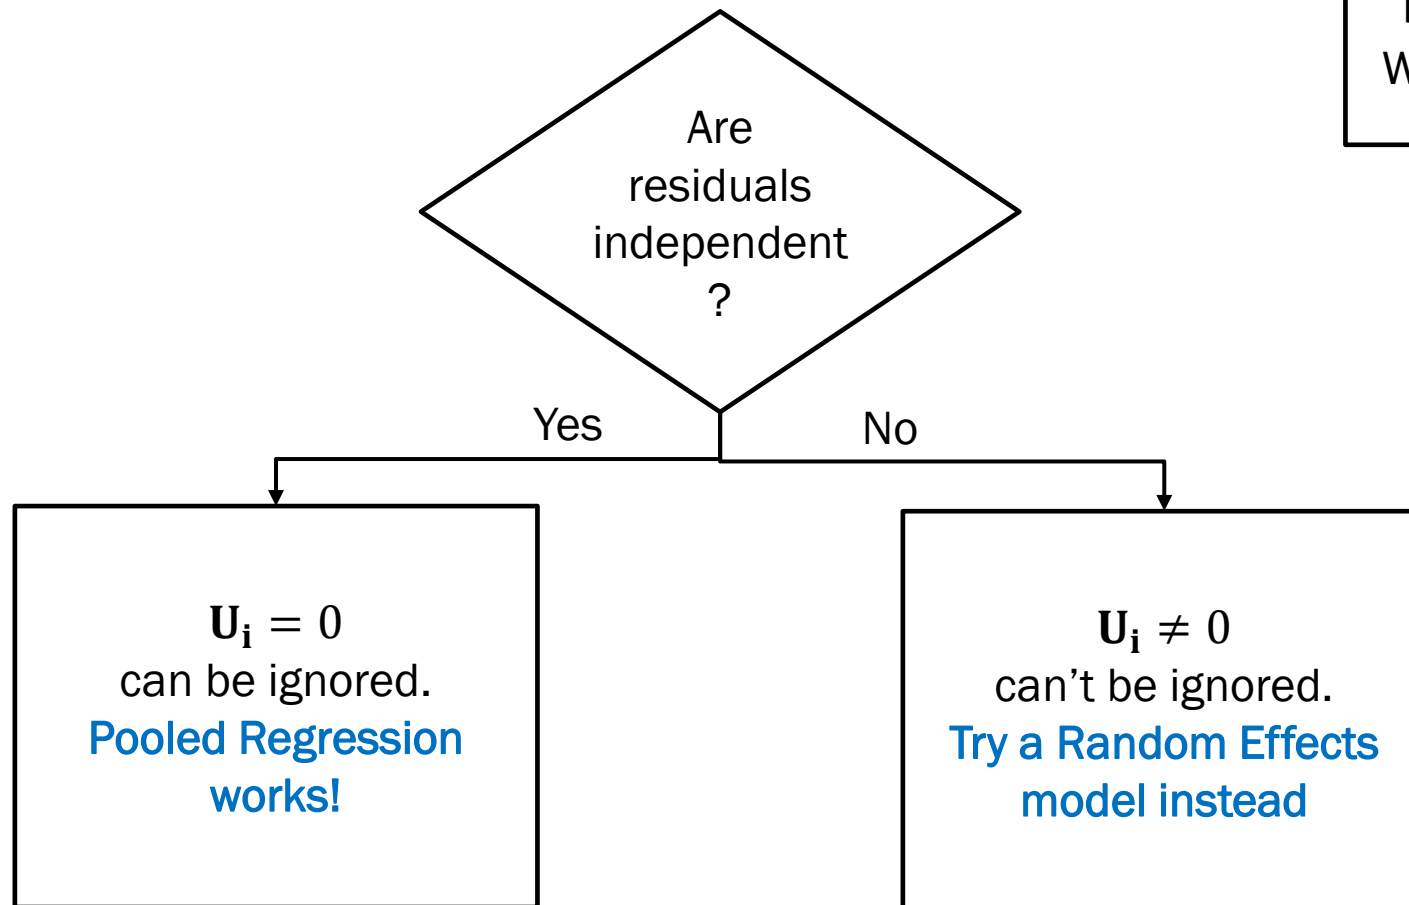 Are
residuals
independent
?
W
Yes
No
𝐔ᵢ = 0
can be ignored.
Pooled Regression
works!
𝐔ᵢ ≠ 0
can’t be ignored.
Try a Random Effects
model instead